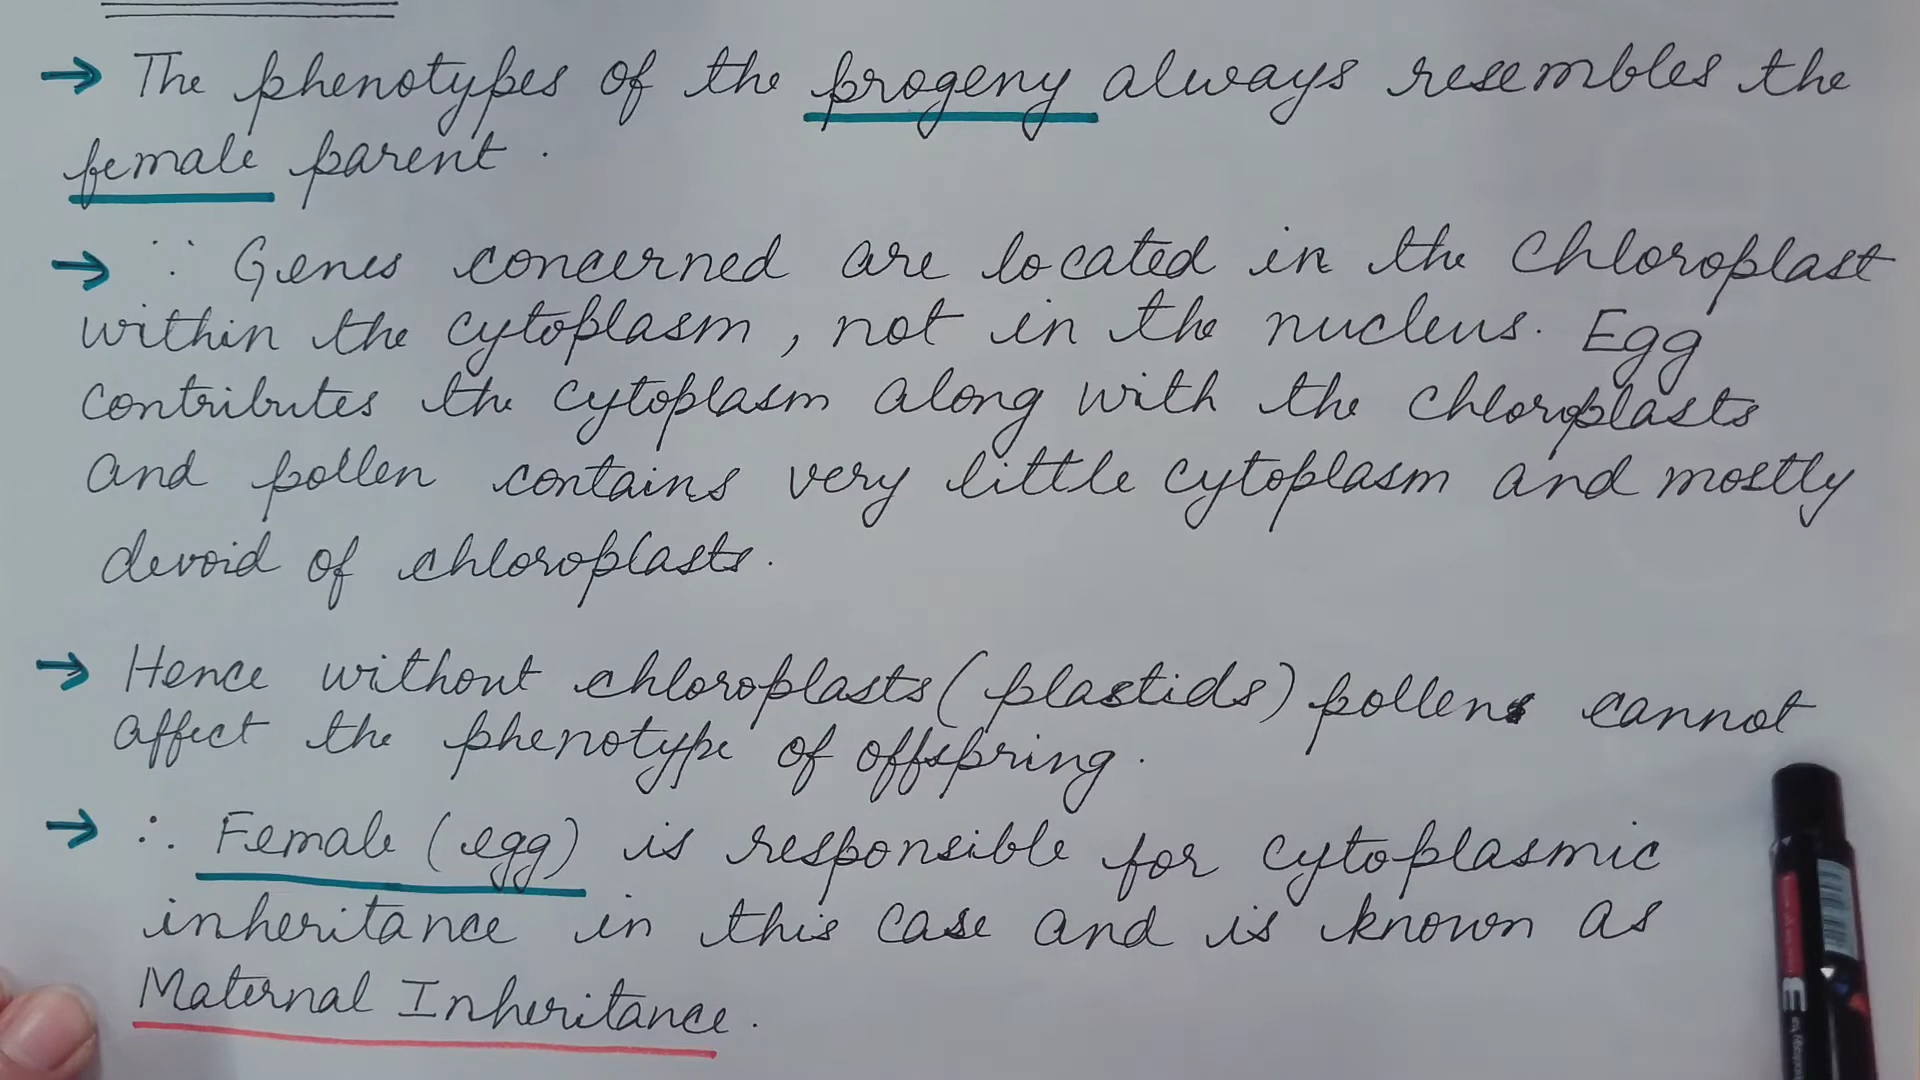 → The phenotypes of the progeny always resembles the
female parent.
→ ∵ Genes concerned are located in the chloroplast
within the cytoplasm, not in the nucleus. Egg
contributes the cytoplasm along with the chloroplasts
and pollen contains very little cytoplasm and mostly
devoid of chloroplasts.
→ Hence without chloroplasts (plastids) pollens cannot
affect the phenotype of offspring.
→ ∴ Female (egg) is responsible for cytoplasmic
inheritance in this case and is known as
Maternal Inheritance.